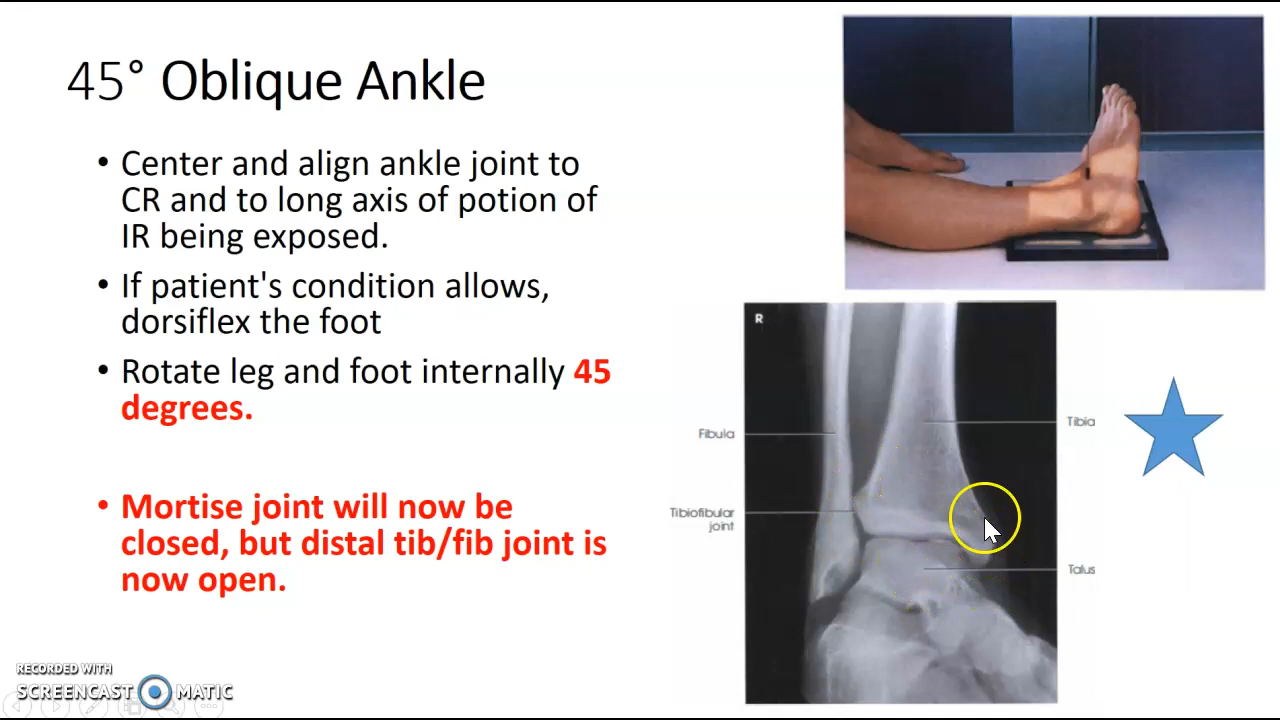 45° Oblique Ankle
• Center and align ankle joint to
CR and to long axis of potion of
IR being exposed.
• If patient's condition allows,
dorsiflex the foot
• Rotate leg and foot internally 45
degrees.
• Mortise joint will now be
closed, but distal tib/fib joint is
now open.
R
Fibula
Tibia
Tibiofibular
joint
Talus
RECORDED WITH
SCREENCAST MATIC